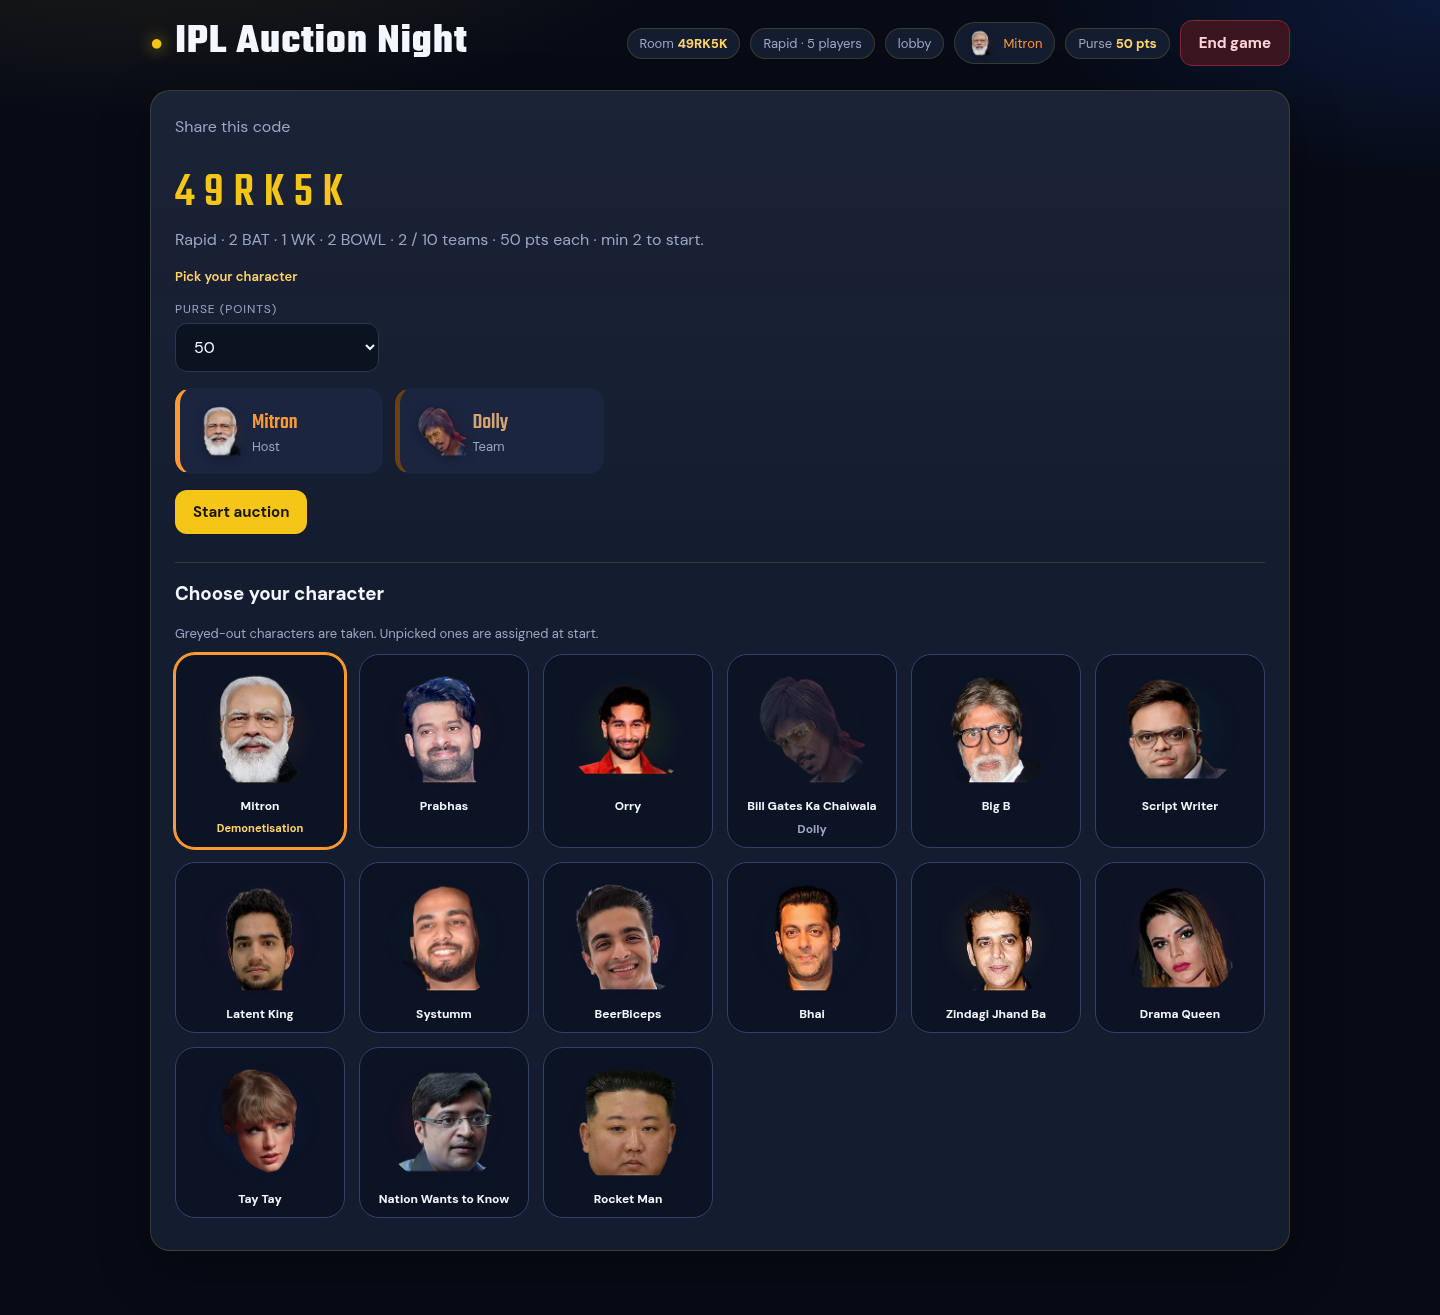 IPL Auction Night
Room 49RK5K
Rapid · 5 players
lobby
Mitron
Purse 50 pts
End game
Share this code
49RK5K
Rapid · 2 BAT · 1 WK · 2 BOWL · 2 / 10 teams · 50 pts each · min 2 to start.
Pick your character
PURSE (POINTS)
50
Mitron
Host
Dolly
Team
Start auction
Choose your character
Greyed-out characters are taken. Unpicked ones are assigned at start.
Mitron
Demonetisation
Prabhas
Orry
Bill Gates Ka Chaiwala
Dolly
Big B
Script Writer
Latent King
Systumm
BeerBiceps
Bhai
Zindagi Jhand Ba
Drama Queen
Tay Tay
Nation Wants to Know
Rocket Man